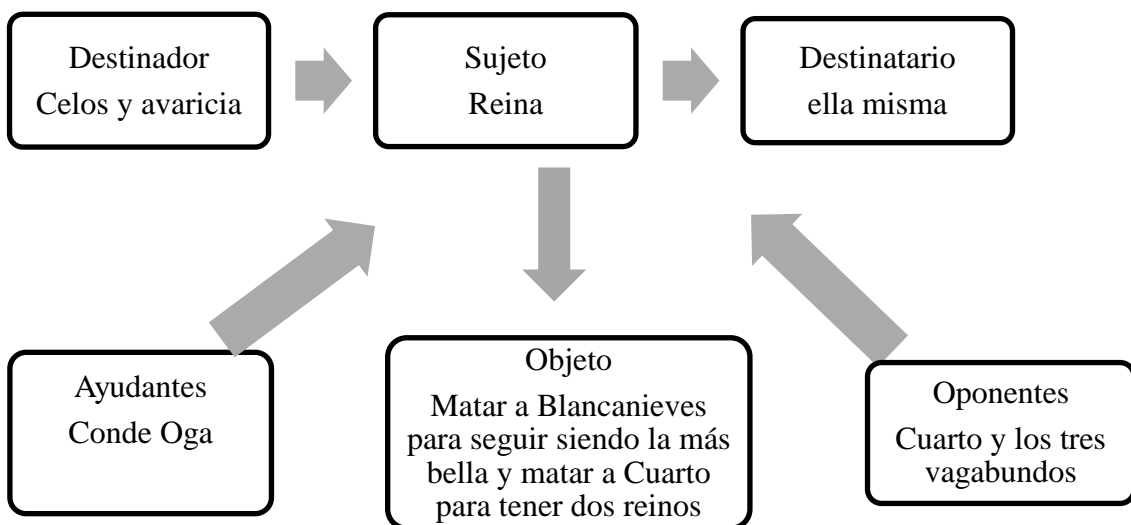 Destinador
Celos y avaricia
Sujeto
Reina
Destinatario
ella misma
Ayudantes
Conde Oga
Objeto
Matar a Blancanieves
para seguir siendo la más
bella y matar a Cuarto
para tener dos reinos
Oponentes
Cuarto y los tres
vagabundos